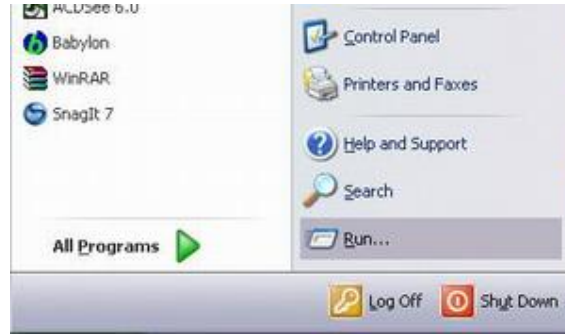 ACDSee 6.0
Babylon
WinRAR
SnagIt 7
All Programs
Control Panel
Printers and Faxes
Help and Support
Search
Run...
Log Off
Shut Down